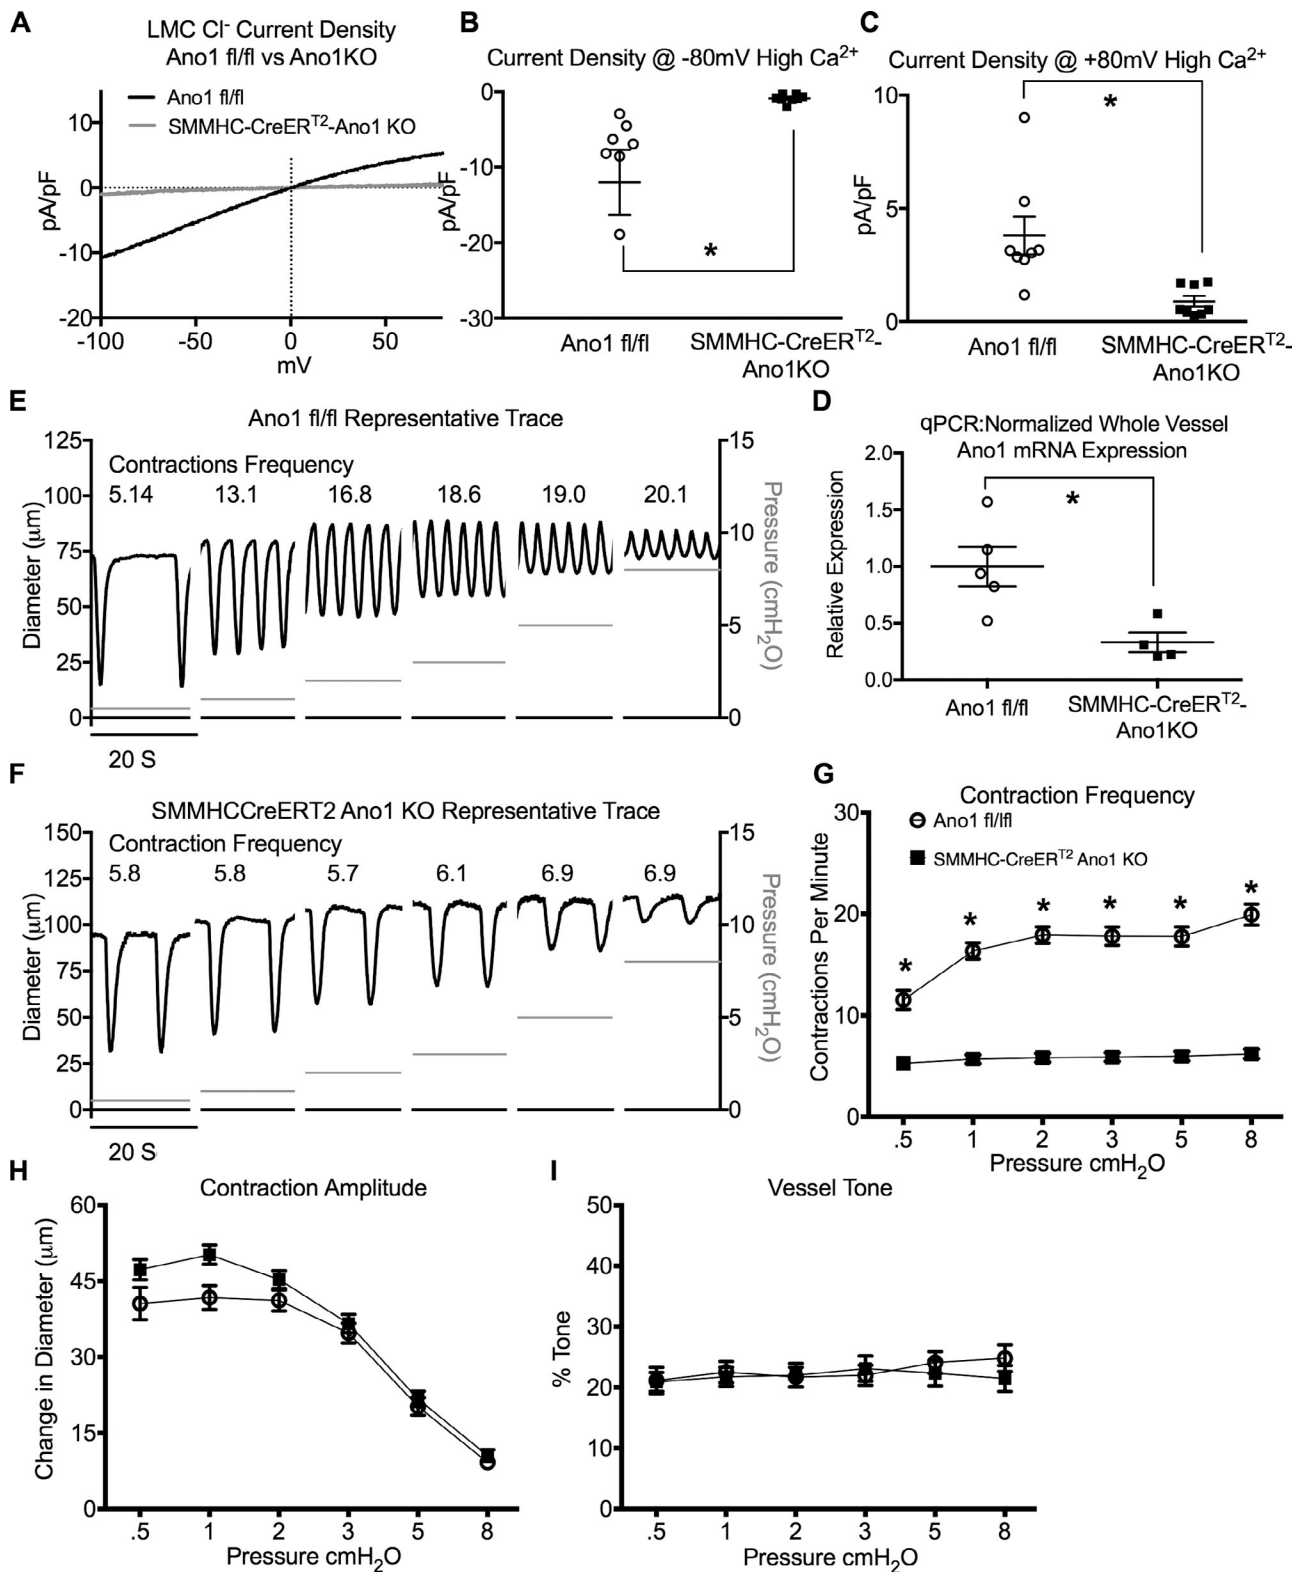 A
LMC Cl⁻ Current Density
Ano1 fl/fl vs Ano1KO
Ano1 fl/fl
SMMHC-CreERᵀ²-Ano1 KO
pA/pF
10
0
-10
-20
-100
-50
0
50
mV
B
Current Density @ -80mV High Ca²⁺
pA/pF
0
-10
-20
-30
*
Ano1 fl/fl
SMMHC-CreERᵀ²-
Ano1KO
C
Current Density @ +80mV High Ca²⁺
pA/pF
10
5
0
*
Ano1 fl/fl
SMMHC-CreERᵀ²-
Ano1KO
E
Ano1 fl/fl Representative Trace
Contractions Frequency
5.14 13.1 16.8 18.6 19.0 20.1
Diameter (μm)
125
100
75
50
25
0
Pressure (cmH₂O)
15
10
5
0
20 S
D
qPCR:Normalized Whole Vessel
Ano1 mRNA Expression
Relative Expression
2.0
1.5
1.0
0.5
0.0
*
Ano1 fl/fl
SMMHC-CreERᵀ²-
Ano1KO
F
SMMHCCreERT2 Ano1 KO Representative Trace
Contraction Frequency
5.8 5.8 5.7 6.1 6.9 6.9
Diameter (μm)
150
125
100
75
50
25
0
Pressure (cmH₂O)
15
10
5
0
20 S
G
Contraction Frequency
Ano1 fl/lfl
SMMHC-CreERᵀ² Ano1 KO
Contractions Per Minute
30
20
10
0
* * * * * *
.5 1 2 3 5 8
Pressure cmH₂O
H
Contraction Amplitude
Change in Diameter (μm)
60
45
30
15
0
.5 1 2 3 5 8
Pressure cmH₂O
I
Vessel Tone
% Tone
50
40
30
20
10
0
.5 1 2 3 5 8
Pressure cmH₂O